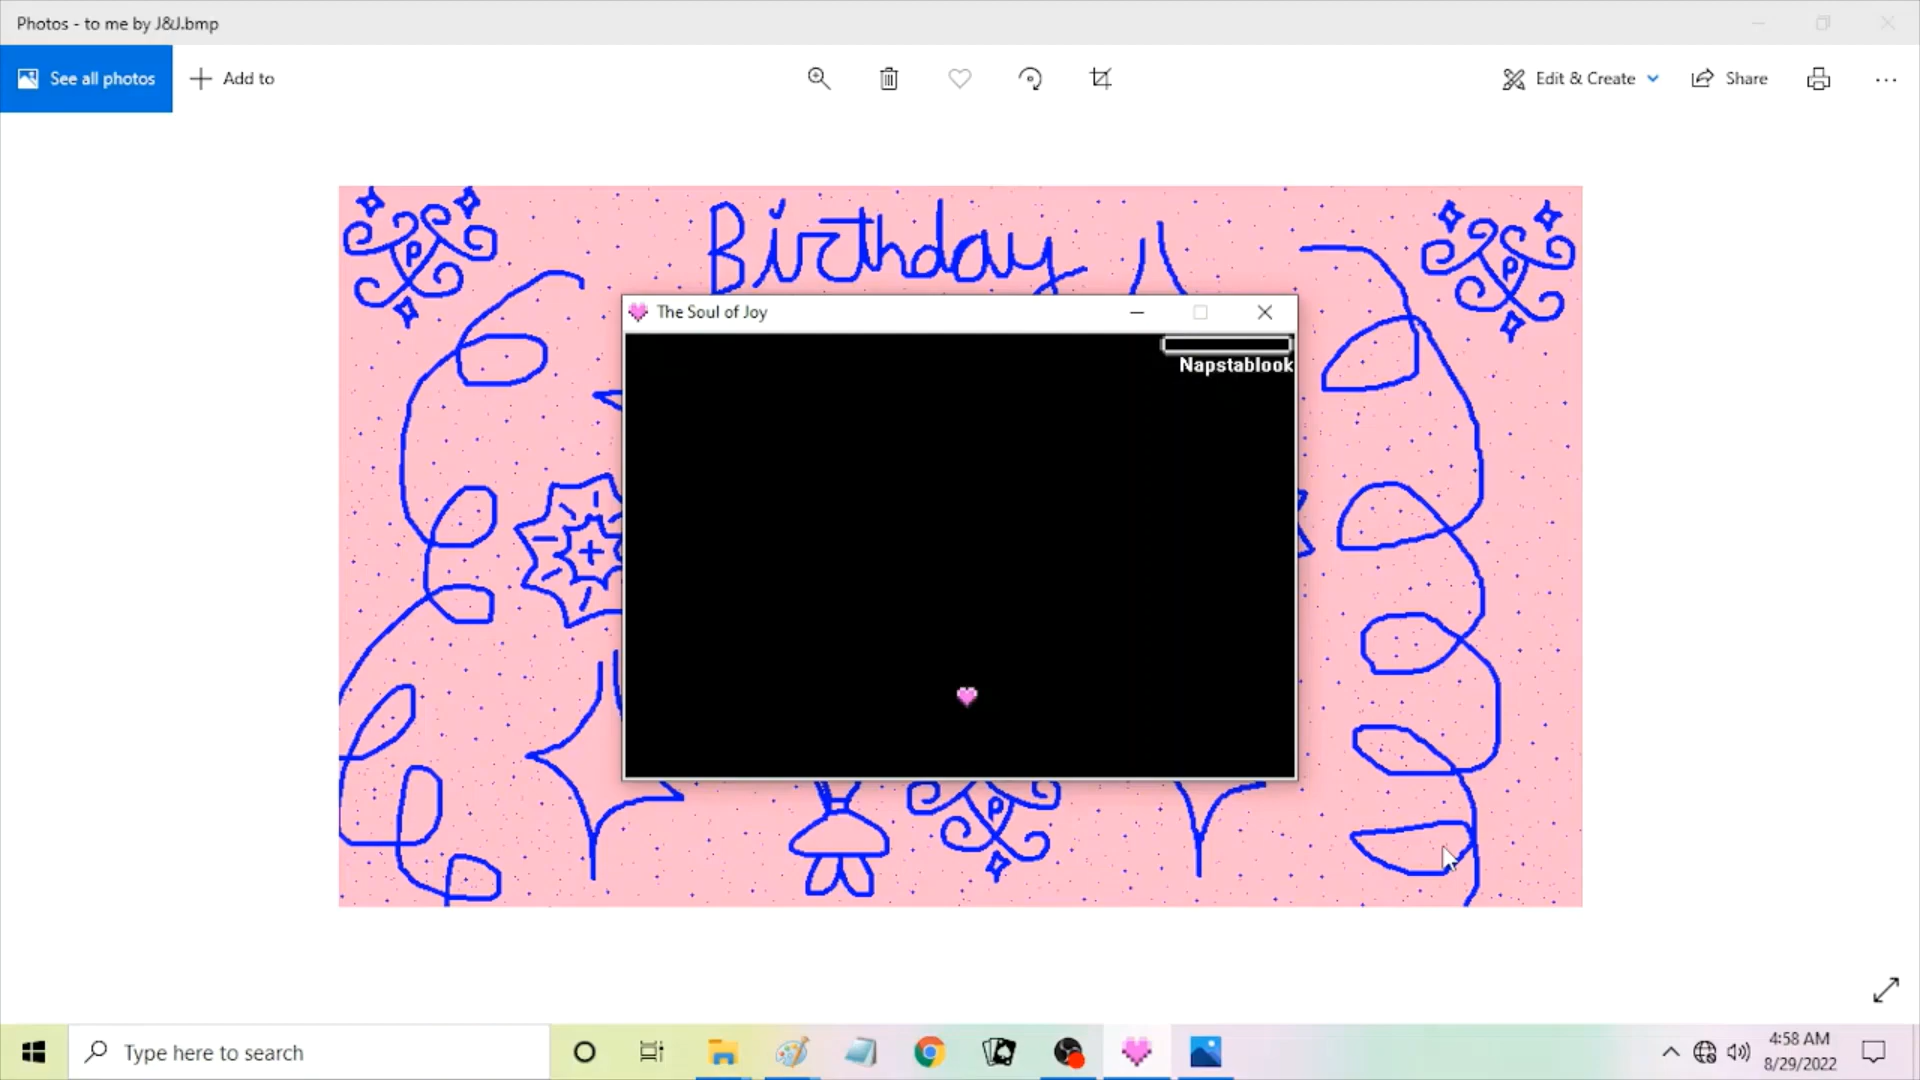 Photos - to me by J&J.bmp
See all photos
Add to
Edit & Create
Share
Birthday
P
P
The Soul of Joy
Napstablook
P
Type here to search
4:58 AM
8/29/2022